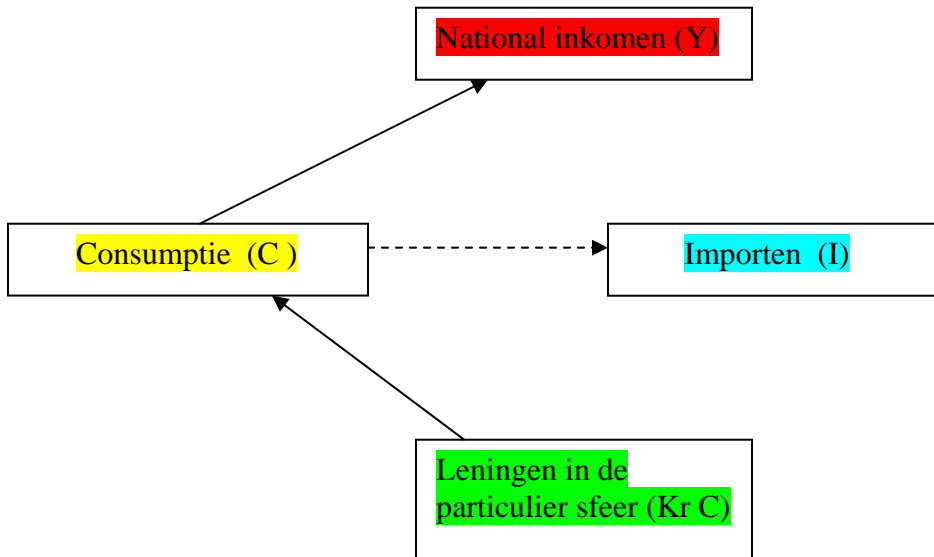 National inkomen (Y)
Consumptie (C )
Importen (I)
Leningen in de
particulier sfeer (Kr C)